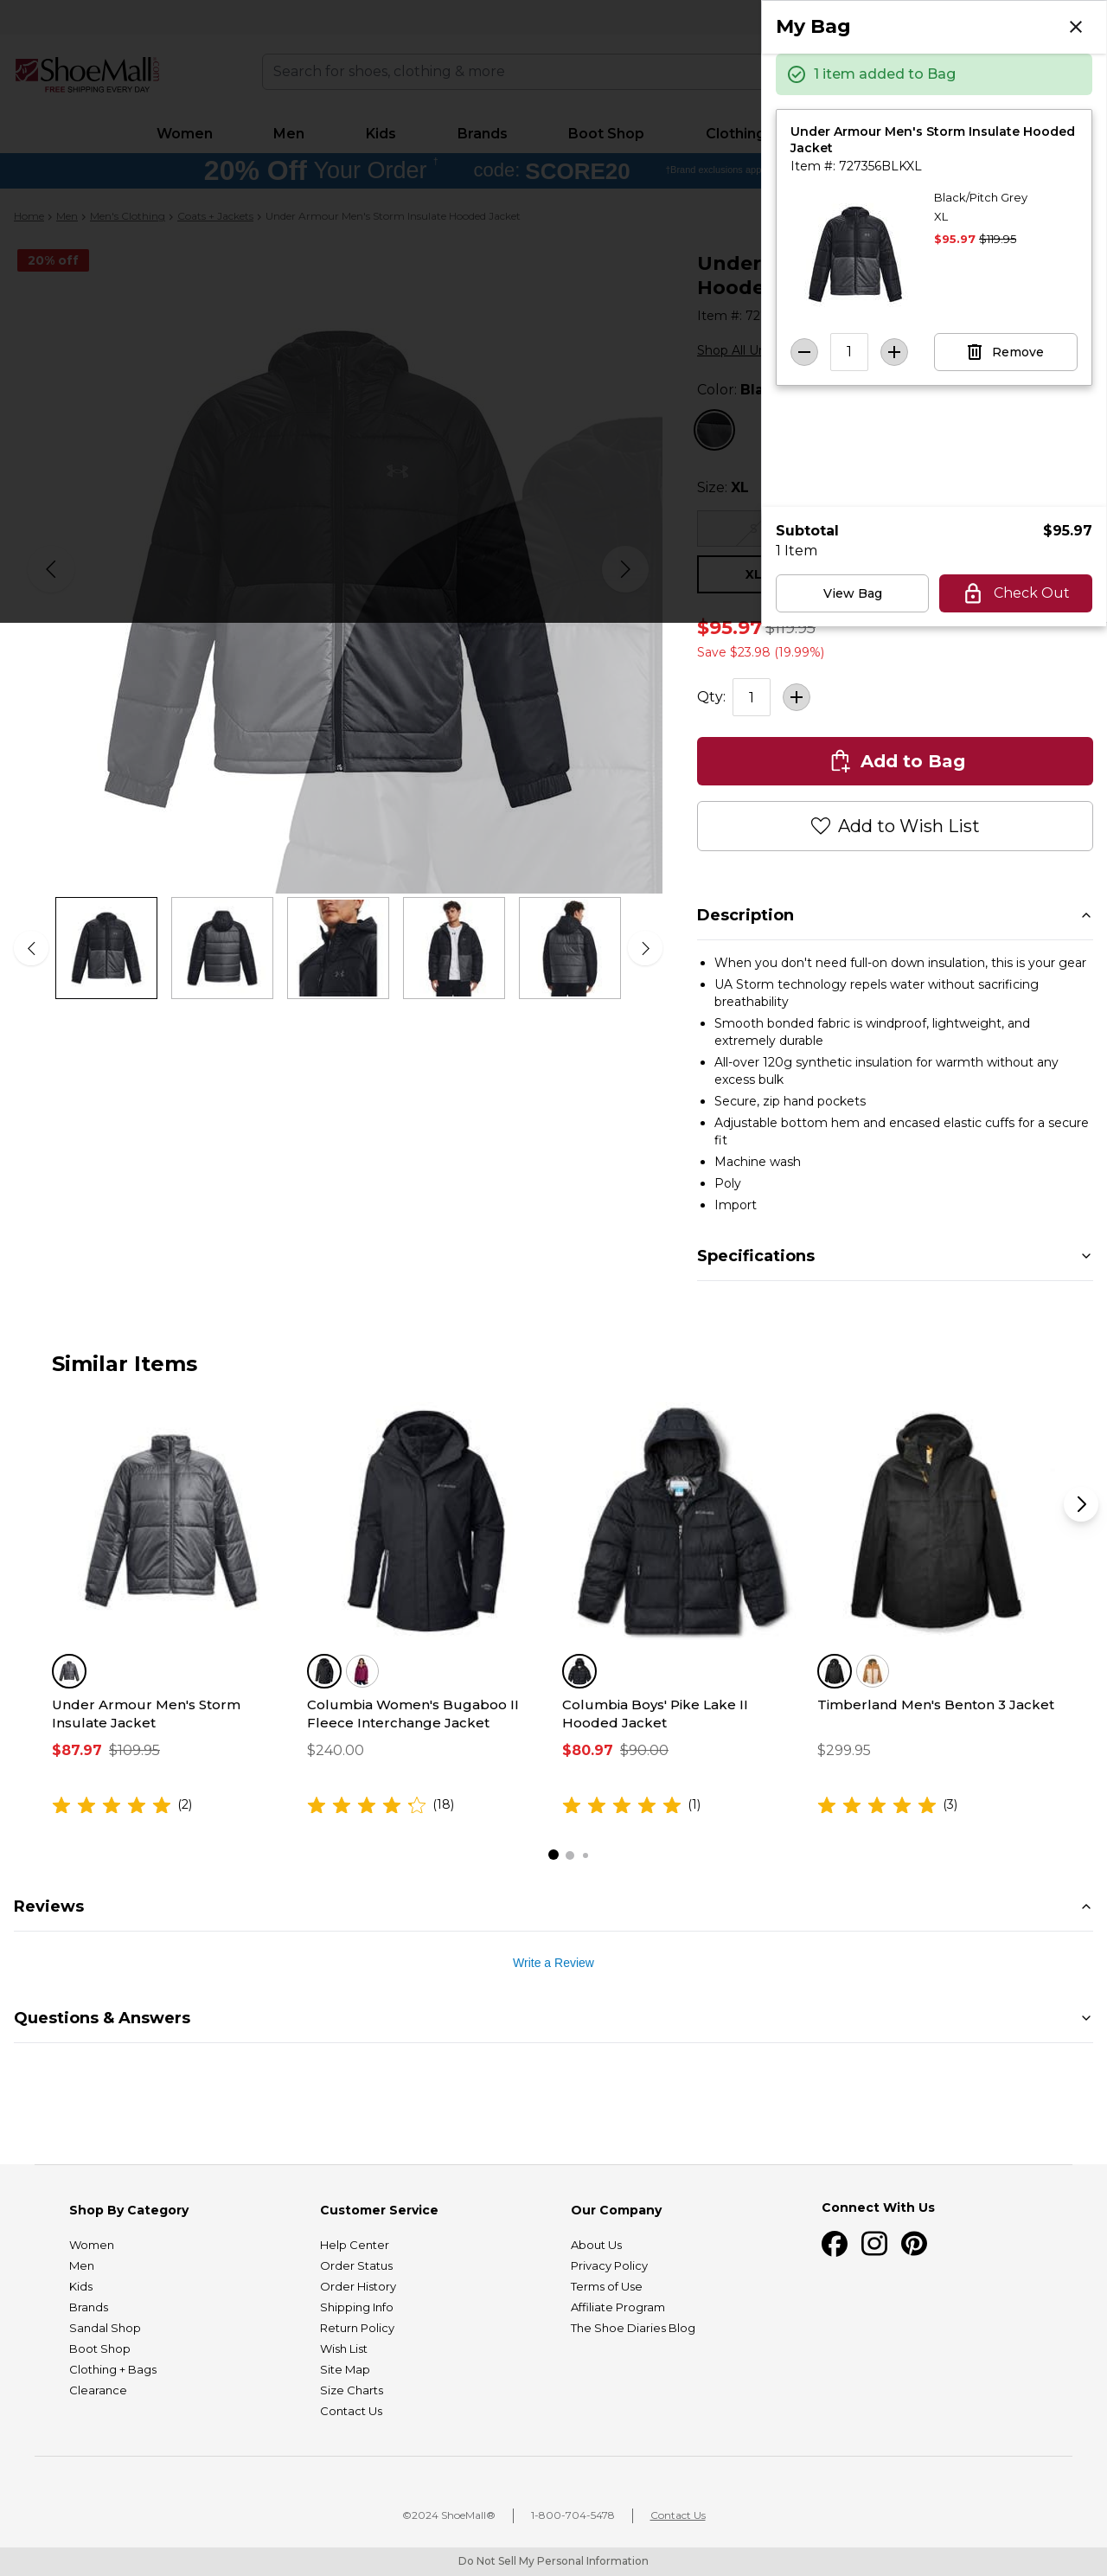 ShoeMall.com
FREE SHIPPING EVERY DAY
Search for shoes, clothing & more
Women
Men
Kids
Brands
Boot Shop
Clothing
20% Off Your Order †
code: SCORE20
Home > Men > Men's Clothing > Coats + Jackets > Under Armour Men's Storm Insulate Hooded Jacket
20% off
Under
Item #: 72
Shop All
Color:
Size: XL
XL
$95.97 $119.95
Save $23.98 (19.99%)
Qty: 1
Add to Bag
Add to Wish List
My Bag
1 item added to Bag
Under Armour Men's Storm Insulate Hooded
Jacket
Item #: 727356BLKXL
Black/Pitch Grey
XL
$95.97 $119.95
1
Remove
Subtotal $95.97
1 Item
View Bag
Check Out
Description
When you don't need full-on down insulation, this is your gear
UA Storm technology repels water without sacrificing
breathability
Smooth bonded fabric is windproof, lightweight, and
extremely durable
All-over 120g synthetic insulation for warmth without any
excess bulk
Secure, zip hand pockets
Adjustable bottom hem and encased elastic cuffs for a secure
fit
Machine wash
Poly
Import
Specifications
Similar Items
Under Armour Men's Storm
Insulate Jacket
$87.97 $109.95
(2)
Columbia Women's Bugaboo II
Fleece Interchange Jacket
$240.00
(18)
Columbia Boys' Pike Lake II
Hooded Jacket
$80.97 $90.00
(1)
Timberland Men's Benton 3 Jacket
$299.95
(3)
Reviews
Write a Review
Questions & Answers
Shop By Category
Women
Men
Kids
Brands
Sandal Shop
Boot Shop
Clothing + Bags
Clearance
Customer Service
Help Center
Order Status
Order History
Shipping Info
Return Policy
Wish List
Site Map
Size Charts
Contact Us
Our Company
About Us
Privacy Policy
Terms of Use
Affiliate Program
The Shoe Diaries Blog
Connect With Us
©2024 ShoeMall®
1-800-704-5478
Contact Us
Do Not Sell My Personal Information